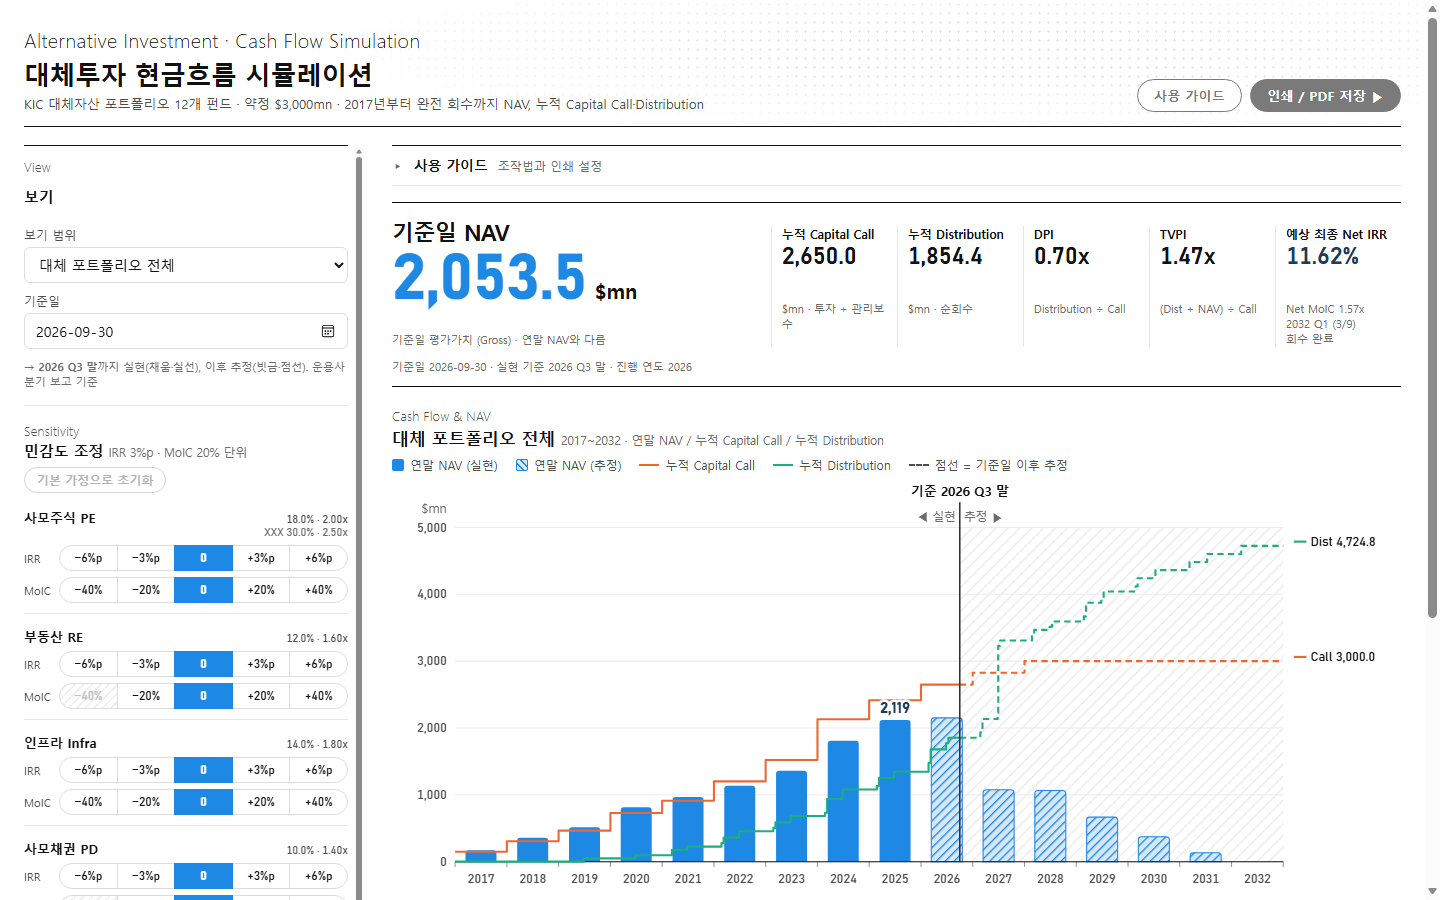 Alternative Investment · Cash Flow Simulation
대체투자 현금흐름 시뮬레이션
KIC 대체자산 포트폴리오 12개 펀드 · 약정 $3,000mn · 2017년부터 완전 회수까지 NAV, 누적 Capital Call·Distribution
사용 가이드
인쇄 / PDF 저장 ▶
View
보기
보기 범위
대체 포트폴리오 전체
기준일
2026-09-30
→ 2026 Q3 말까지 실현(채움·실선), 이후 추정(빗금·점선). 운용사
분기 보고 기준
Sensitivity
민감도 조정 IRR 3%p · MoIC 20% 단위
기본 가정으로 초기화
사모주식 PE
18.0% · 2.00x
XXX 30.0% · 2.50x
IRR −6%p −3%p 0 +3%p +6%p
MoIC −40% −20% 0 +20% +40%
부동산 RE 12.0% · 1.60x
IRR −6%p −3%p 0 +3%p +6%p
MoIC −40% −20% 0 +20% +40%
인프라 Infra 14.0% · 1.80x
IRR −6%p −3%p 0 +3%p +6%p
MoIC −40% −20% 0 +20% +40%
사모채권 PD 10.0% · 1.40x
IRR −6%p −3%p 0 +3%p +6%p
▸ 사용 가이드 조작법과 인쇄 설정
기준일 NAV
2,053.5 $mn
기준일 평가가치 (Gross) · 연말 NAV와 다름
기준일 2026-09-30 · 실현 기준 2026 Q3 말 · 진행 연도 2026
누적 Capital Call
2,650.0
$mn · 투자 + 관리보
수
누적 Distribution
1,854.4
$mn · 순회수
DPI
0.70x
Distribution ÷ Call
TVPI
1.47x
(Dist + NAV) ÷ Call
예상 최종 Net IRR
11.62%
Net MoIC 1.57x
2032 Q1 (3/9)
회수 완료
Cash Flow & NAV
대체 포트폴리오 전체 2017~2032 · 연말 NAV / 누적 Capital Call / 누적 Distribution
연말 NAV (실현) 연말 NAV (추정) 누적 Capital Call 누적 Distribution 점선 = 기준일 이후 추정
기준 2026 Q3 말
◀ 실현 추정 ▶
$mn
5,000
4,000
3,000
2,000
1,000
0
2,119
Dist 4,724.8
Call 3,000.0
2017 2018 2019 2020 2021 2022 2023 2024 2025 2026 2027 2028 2029 2030 2031 2032